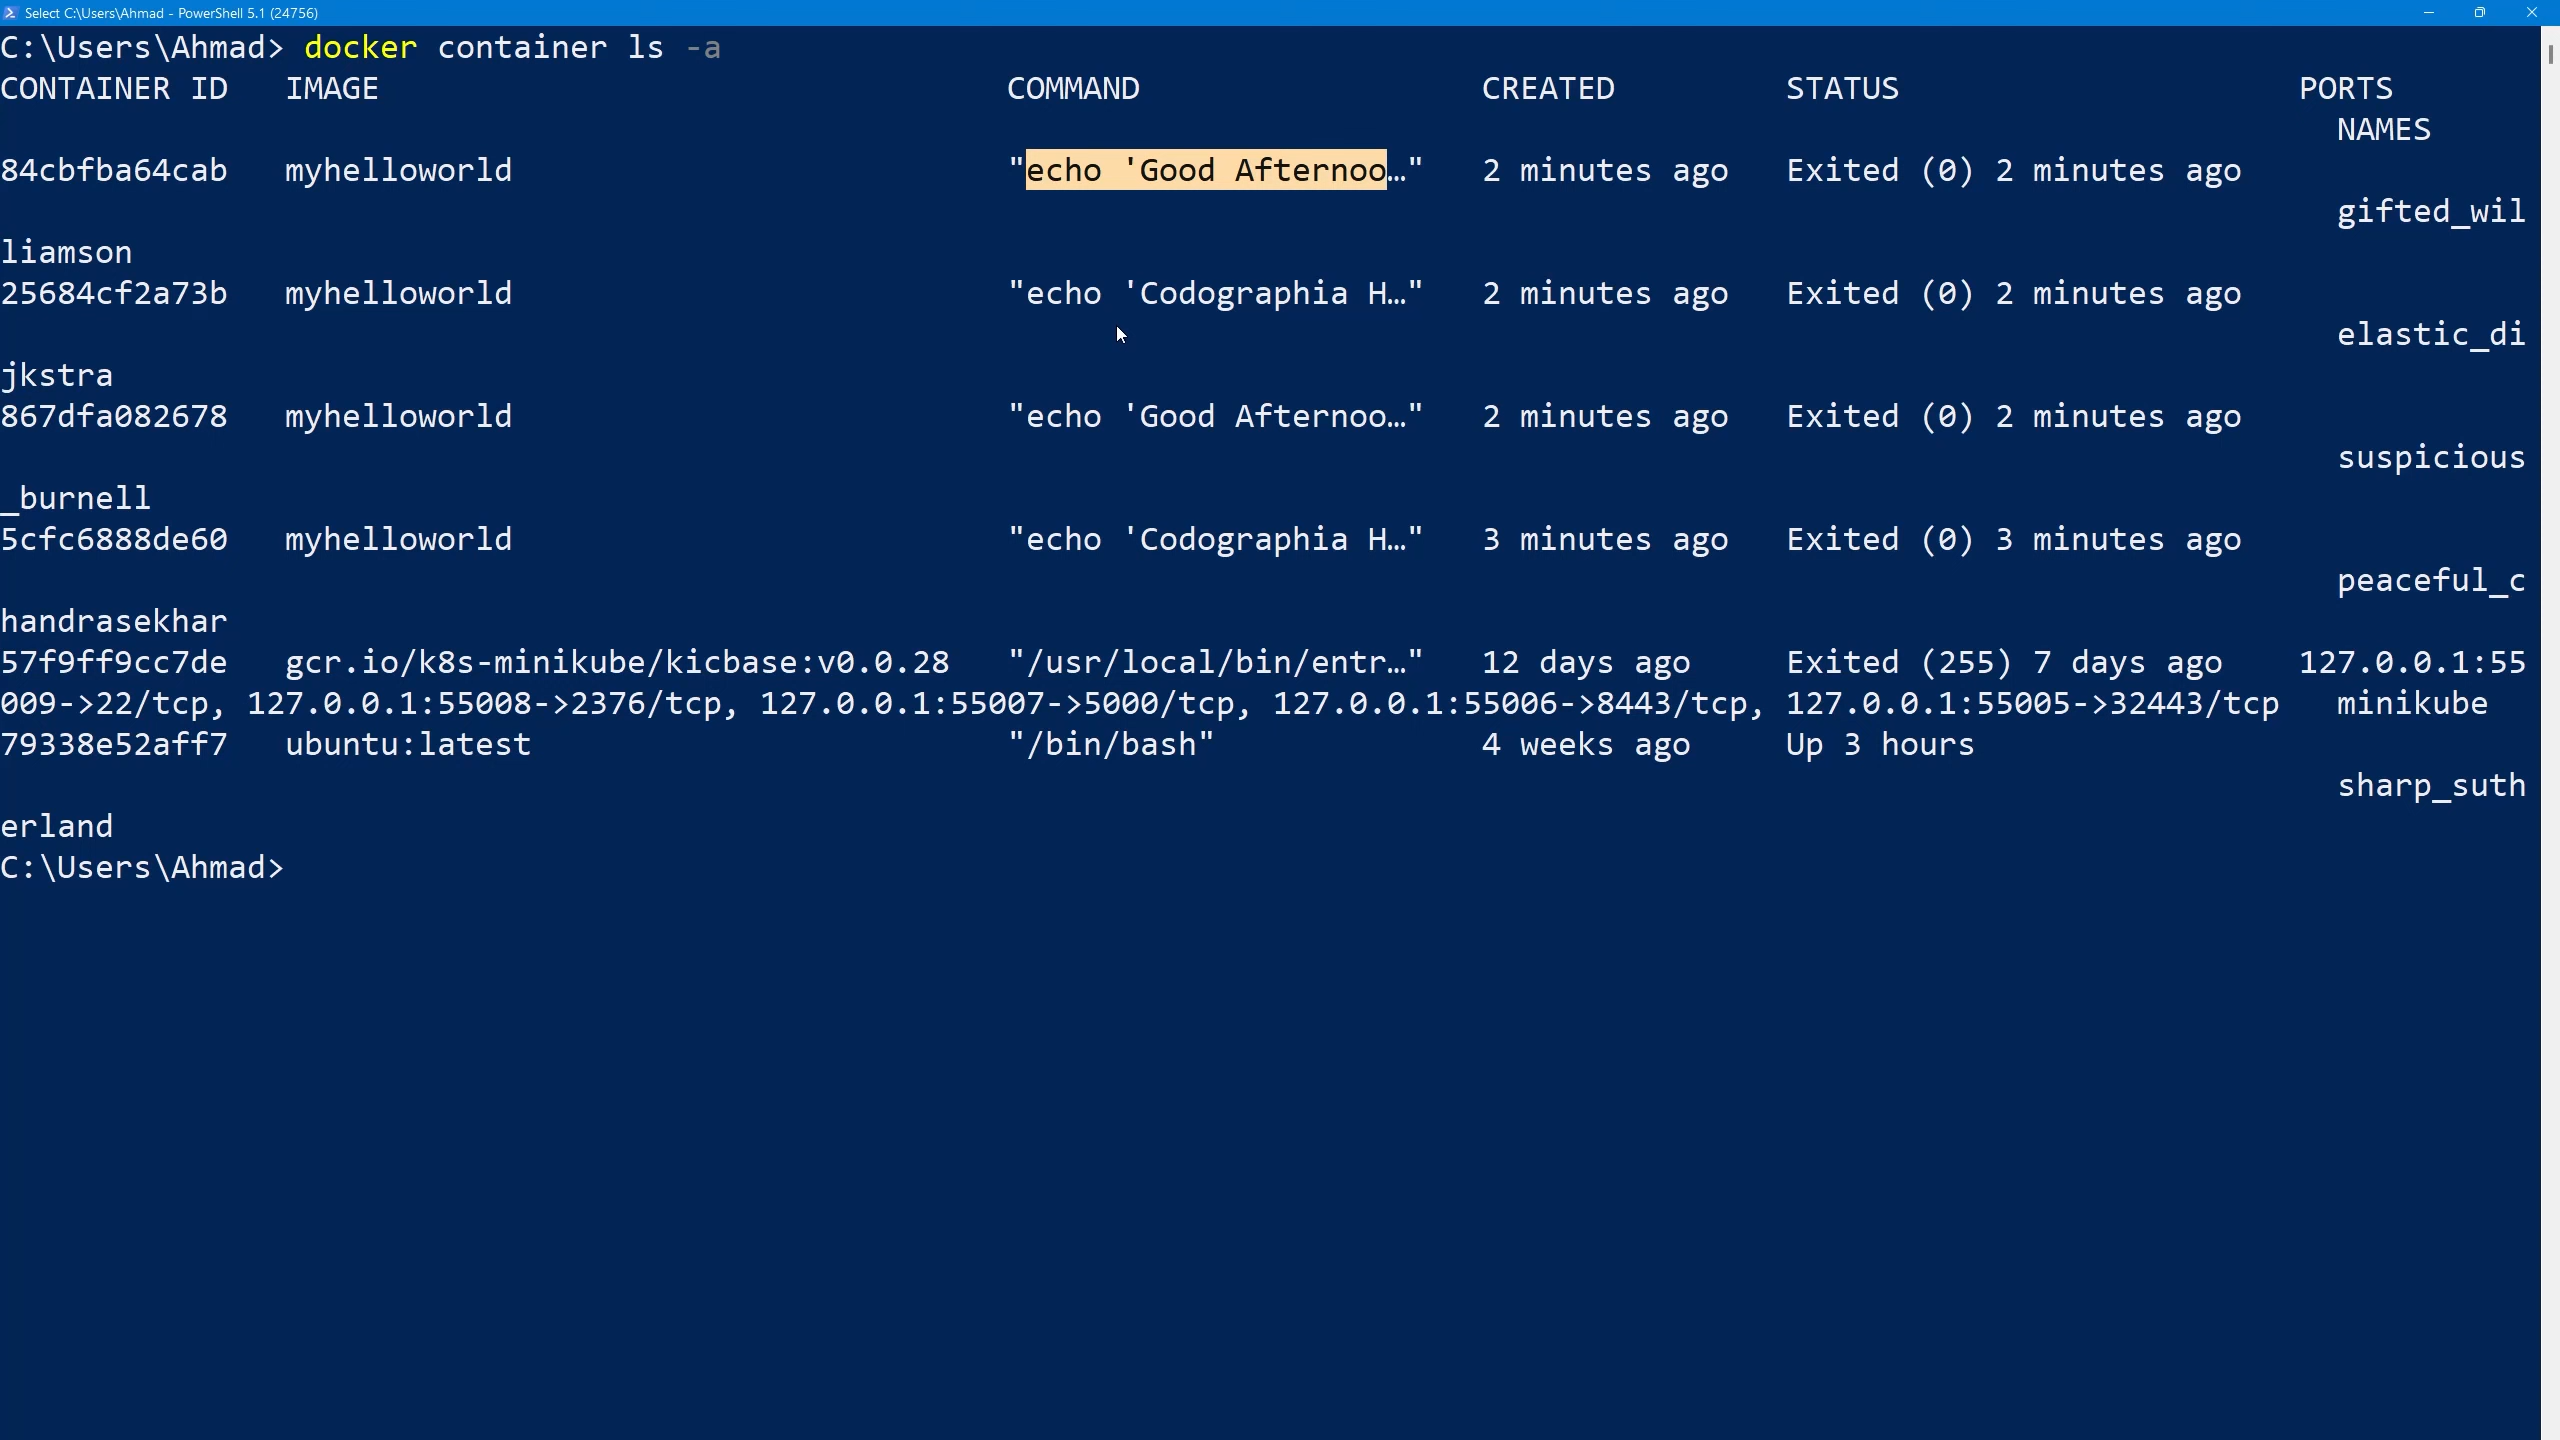 Select C:\Users\Ahmad - PowerShell 5.1 (24756)
C:\Users\Ahmad> docker container ls -a
CONTAINER ID   IMAGE                                 COMMAND                  CREATED         STATUS                     PORTS
NAMES
84cbfba64cab   myhelloworld                          "echo 'Good Afternoo…"   2 minutes ago   Exited (0) 2 minutes ago
gifted_wil
liamson
25684cf2a73b   myhelloworld                          "echo 'Codographia H…"   2 minutes ago   Exited (0) 2 minutes ago
elastic_di
jkstra
867dfa082678   myhelloworld                          "echo 'Good Afternoo…"   2 minutes ago   Exited (0) 2 minutes ago
suspicious
_burnell
5cfc6888de60   myhelloworld                          "echo 'Codographia H…"   3 minutes ago   Exited (0) 3 minutes ago
peaceful_c
handrasekhar
57f9ff9cc7de   gcr.io/k8s-minikube/kicbase:v0.0.28   "/usr/local/bin/entr…"   12 days ago     Exited (255) 7 days ago    127.0.0.1:55
009->22/tcp, 127.0.0.1:55008->2376/tcp, 127.0.0.1:55007->5000/tcp, 127.0.0.1:55006->8443/tcp, 127.0.0.1:55005->32443/tcp   minikube
79338e52aff7   ubuntu:latest                         "/bin/bash"              4 weeks ago     Up 3 hours
sharp_suth
erland
C:\Users\Ahmad>